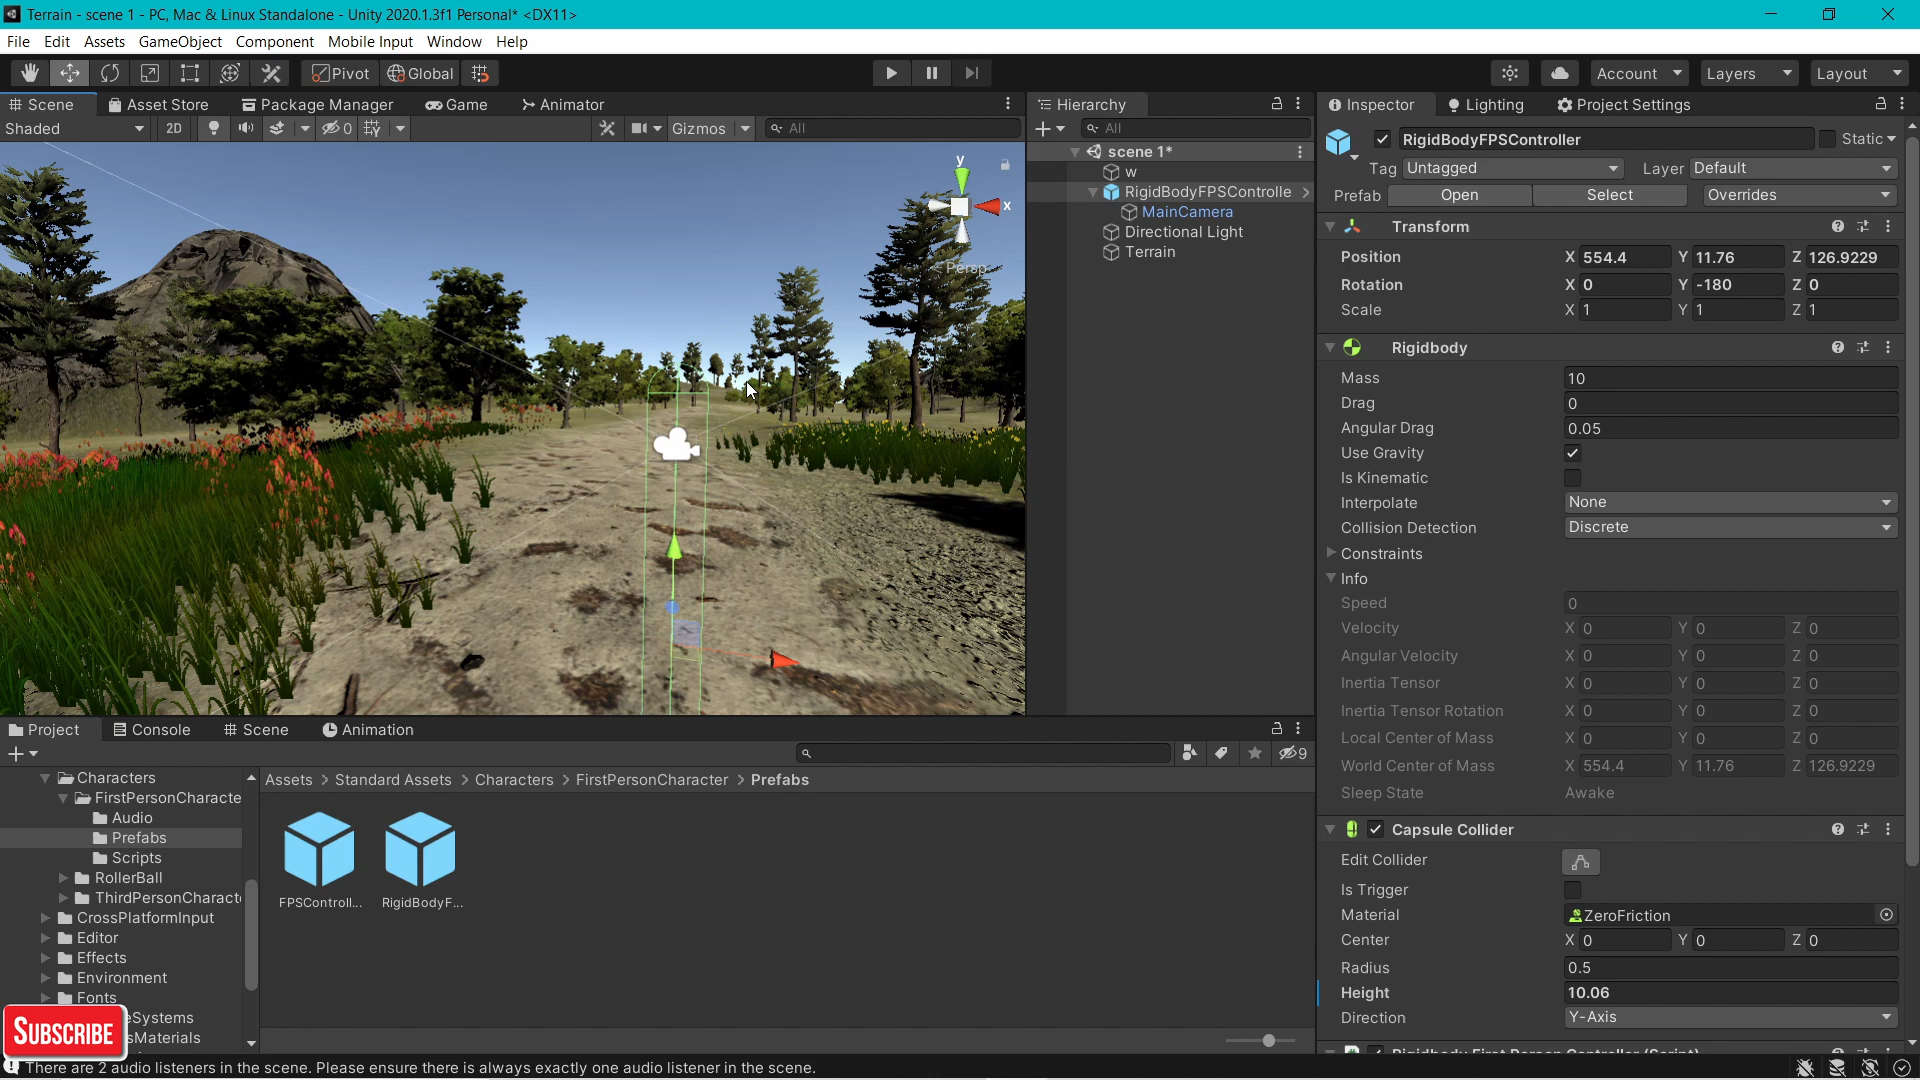 Terrain - scene 1 - PC, Mac & Linux Standalone - Unity 2020.1.3f1 Personal* <DX11>
File Edit Assets GameObject Component Mobile Input Window Help
Pivot Global Account Layers Layout
Scene Asset Store Package Manager Game Animator
Shaded 2D 0 Gizmos All
y
x
Persp
Hierarchy
All
scene 1*
w
RigidBodyFPSControlle
MainCamera
Directional Light
Terrain
Inspector Lighting Project Settings
RigidBodyFPSController Static
Tag Untagged Layer Default
Prefab Open Select Overrides
Transform
Position X 554.4 Y 11.76 Z 126.9229
Rotation X 0 Y -180 Z 0
Scale X 1 Y 1 Z 1
Rigidbody
Mass 10
Drag 0
Angular Drag 0.05
Use Gravity
Is Kinematic
Interpolate None
Collision Detection Discrete
Constraints
Info
Speed 0
Velocity X 0 Y 0 Z 0
Angular Velocity X 0 Y 0 Z 0
Inertia Tensor X 0 Y 0 Z 0
Inertia Tensor Rotation X 0 Y 0 Z 0
Local Center of Mass X 0 Y 0 Z 0
World Center of Mass X 554.4 Y 11.76 Z 126.9229
Sleep State Awake
Capsule Collider
Edit Collider
Is Trigger
Material ZeroFriction
Center X 0 Y 0 Z 0
Radius 0.5
Height 10.06
Direction Y-Axis
Rigidbody First Person Controller (Script)
Project Console Scene Animation
9
Characters
FirstPersonCharacte
Audio
Prefabs
Scripts
RollerBall
ThirdPersonCharact
CrossPlatformInput
Editor
Effects
Environment
Fonts
eSystems
sMaterials
Assets > Standard Assets > Characters > FirstPersonCharacter > Prefabs
FPSControll... RigidBodyF...
SUBSCRIBE
There are 2 audio listeners in the scene. Please ensure there is always exactly one audio listener in the scene.